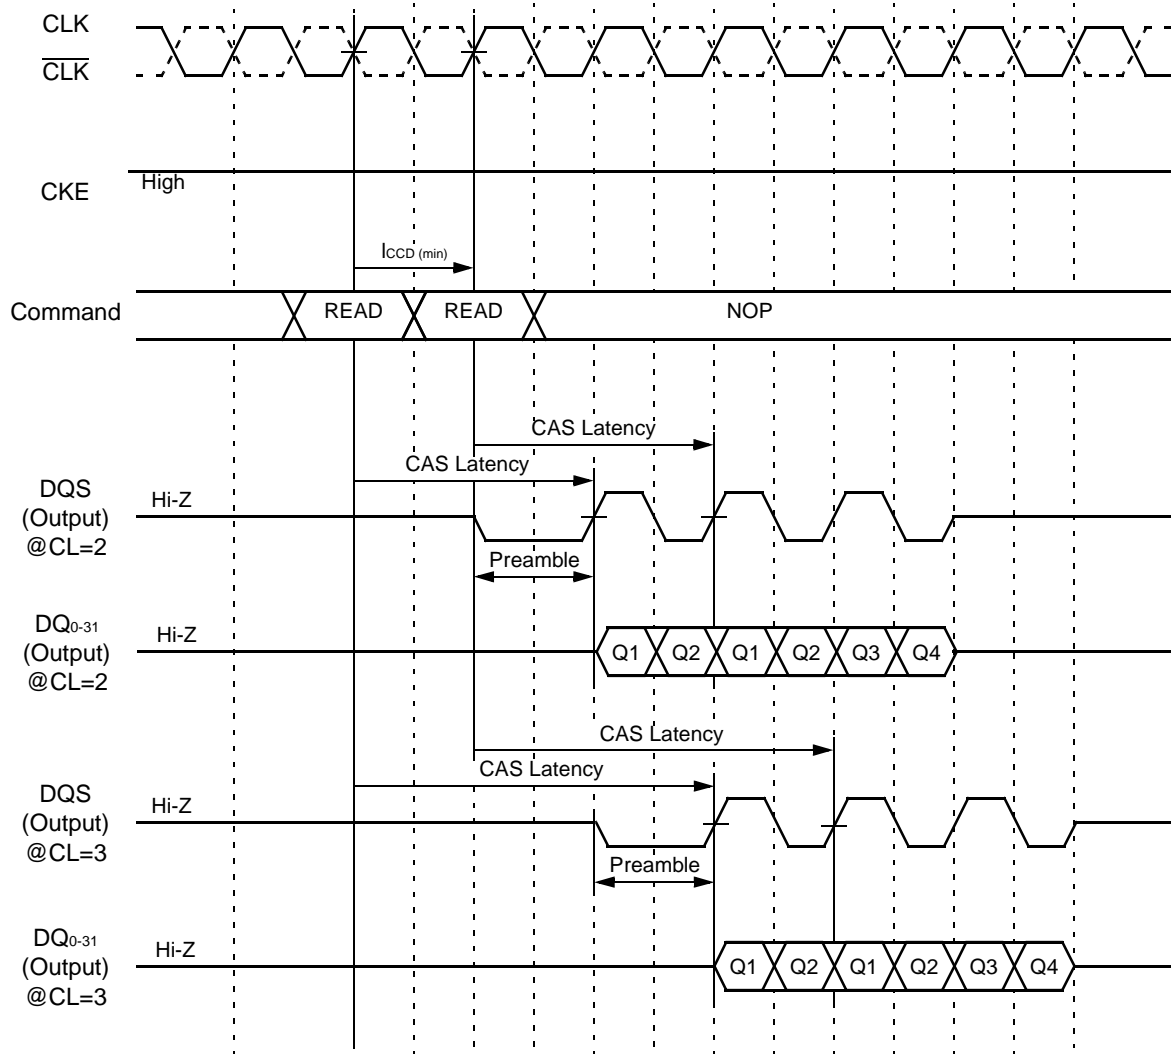 CLK
CLK
CKE
High
lCCD (min)
Command
READ
READ
NOP
CAS Latency
CAS Latency
DQS
(Output)
@CL=2
Hi-Z
Preamble
DQ0-31
(Output)
@CL=2
Hi-Z
Q1
Q2
Q1
Q2
Q3
Q4
CAS Latency
CAS Latency
DQS
(Output)
@CL=3
Hi-Z
Preamble
DQ0-31
(Output)
@CL=3
Hi-Z
Q1
Q2
Q1
Q2
Q3
Q4